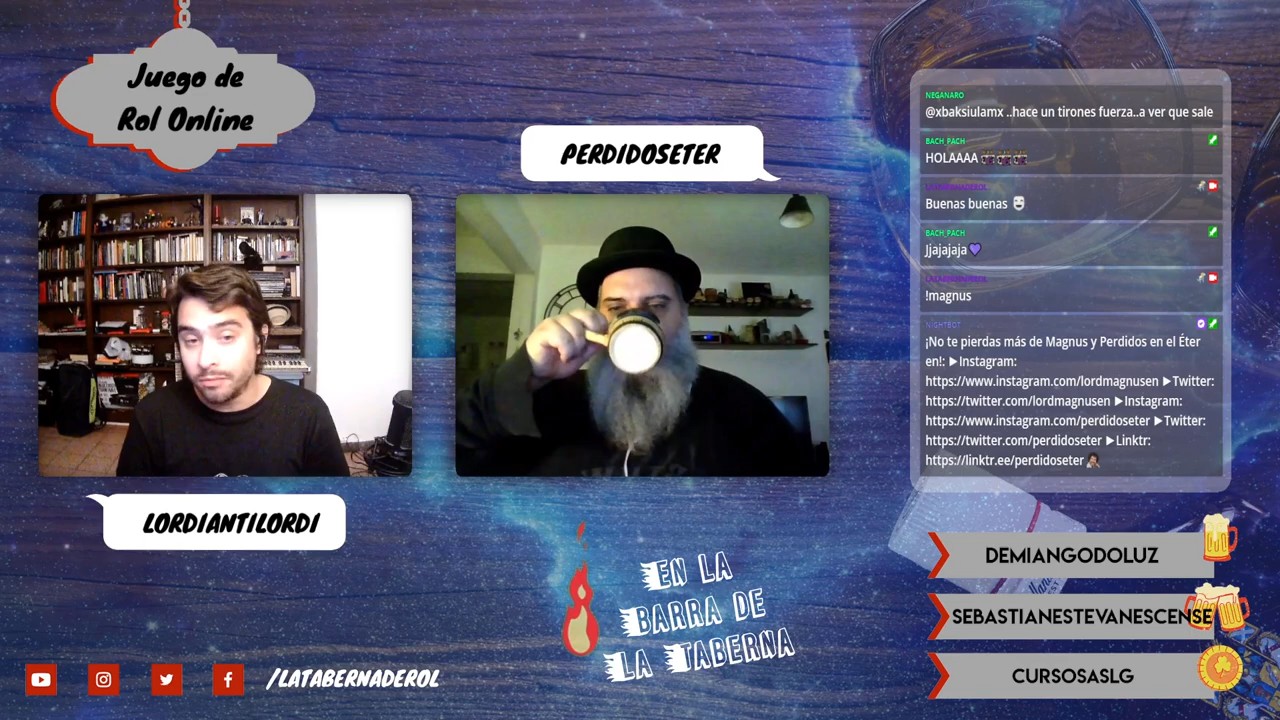 Juego de
Rol Online
PERDIDOSETER
LORDIANTILORDI
EN LA
BARRA DE
LA TABERNA
/LATABERNADEROL
NEGANARO
@xbaksiulamx ..hace un tirones fuerza..a ver que sale
BACH_PACH
HOLAAAA
LATABERNADEROL
Buenas buenas
BACH_PACH
Jjajajaja💜
LATABERNADEROL
!magnus
NIGHTBOT
¡No te pierdas más de Magnus y Perdidos en el Éter
en!: ▶Instagram:
https://www.instagram.com/lordmagnusen ▶Twitter:
https://twitter.com/lordmagnusen ▶Instagram:
https://www.instagram.com/perdidoseter ▶Twitter:
https://twitter.com/perdidoseter ▶Linktr:
https://linktr.ee/perdidoseter
DEMIANGODOLUZ
SEBASTIANESTEVANESCENSE
CURSOSASLG